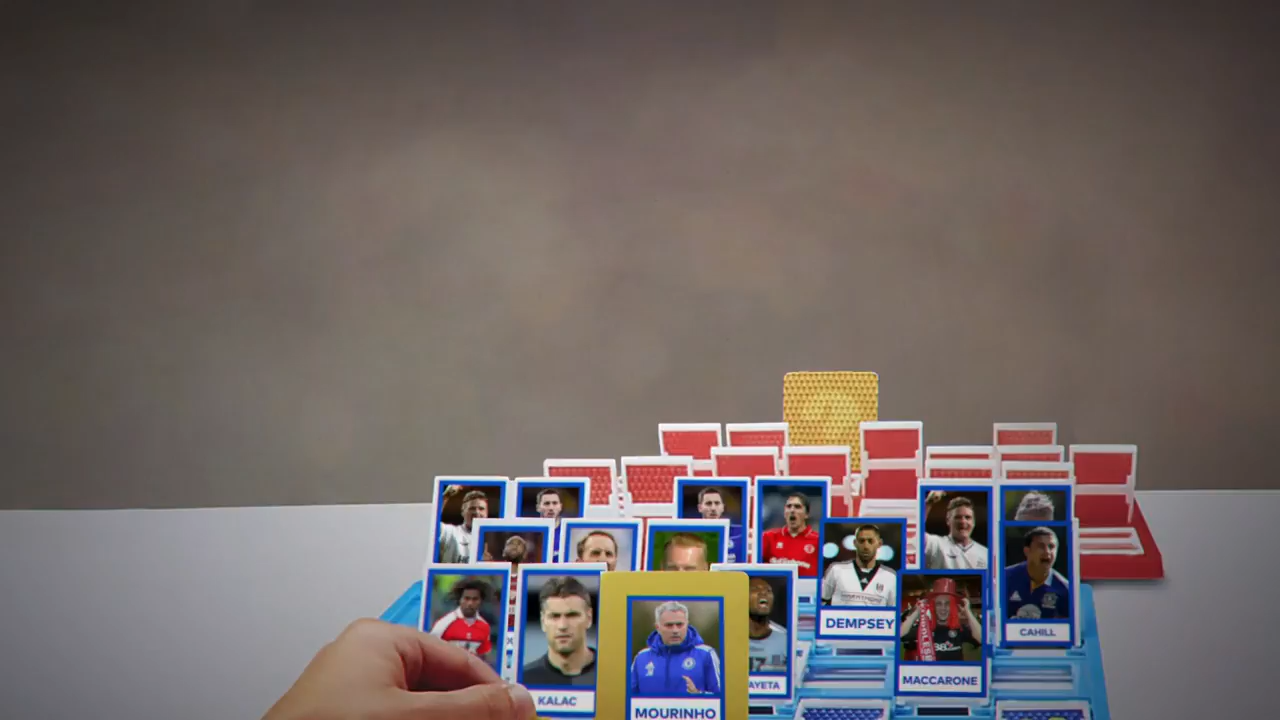 DEMPSEY
CAHILL
MACCARONE
AYETA
KALAC
MOURINHO